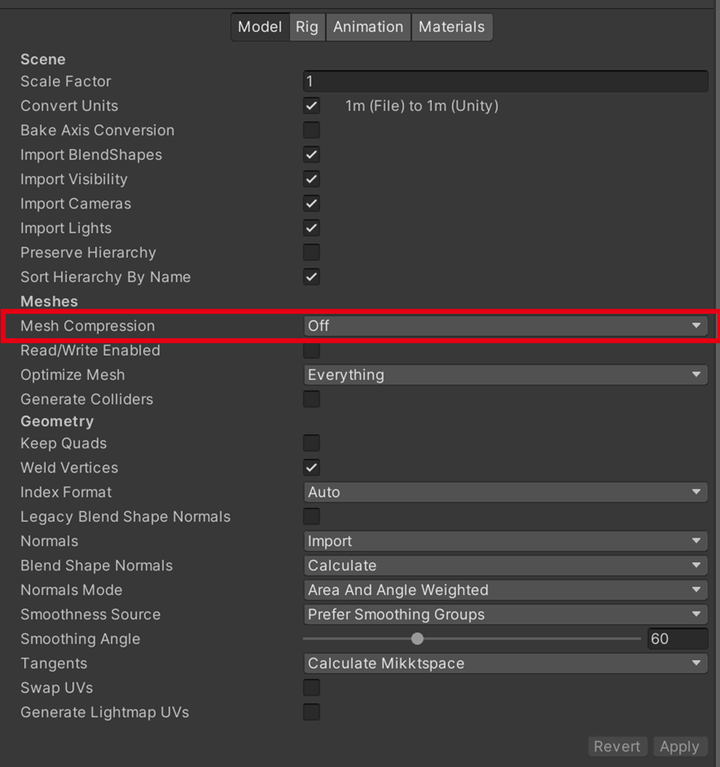 Model Rig Animation Materials
Scene
Scale Factor 1
Convert Units 1m (File) to 1m (Unity)
Bake Axis Conversion
Import BlendShapes
Import Visibility
Import Cameras
Import Lights
Preserve Hierarchy
Sort Hierarchy By Name
Meshes
Mesh Compression Off
Read/Write Enabled
Optimize Mesh Everything
Generate Colliders
Geometry
Keep Quads
Weld Vertices
Index Format Auto
Legacy Blend Shape Normals
Normals Import
Blend Shape Normals Calculate
Normals Mode Area And Angle Weighted
Smoothness Source Prefer Smoothing Groups
Smoothing Angle 60
Tangents Calculate Mikktspace
Swap UVs
Generate Lightmap UVs
Revert Apply